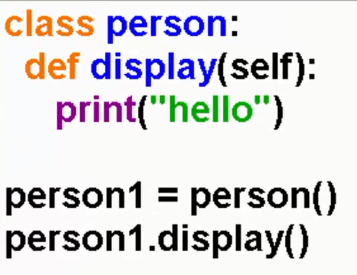 class person:
  def display(self):
    print("hello")

person1 = person()
person1.display()